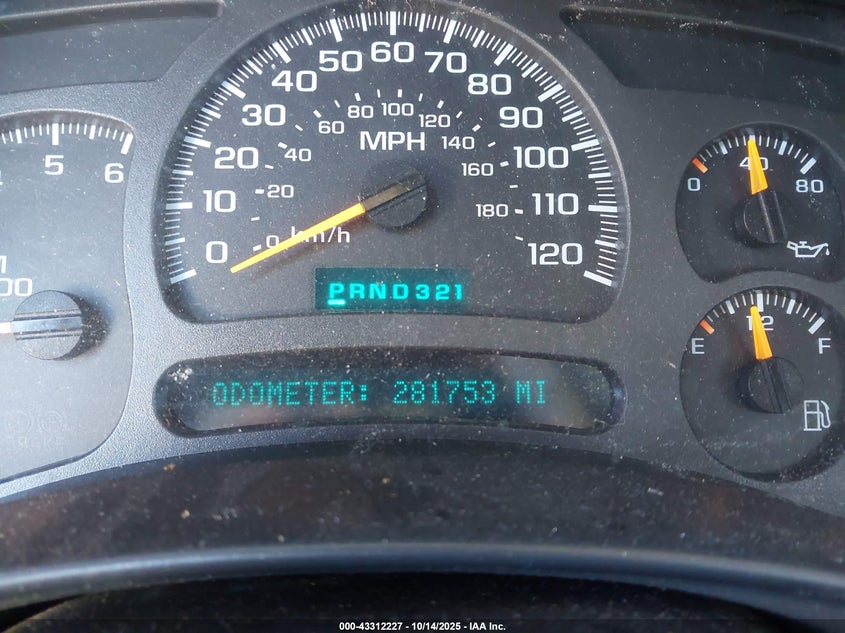 5 6
00
0 10 20 30 40 50 60 70 80 90 100 110 120
0 20 40 60 80 100 120 140 160 180
MPH
km/h
PRND321
ODOMETER: 281753 MI
0 40 80
E 1/2 F
000-43312227 - 10/14/2025 - IAA Inc.